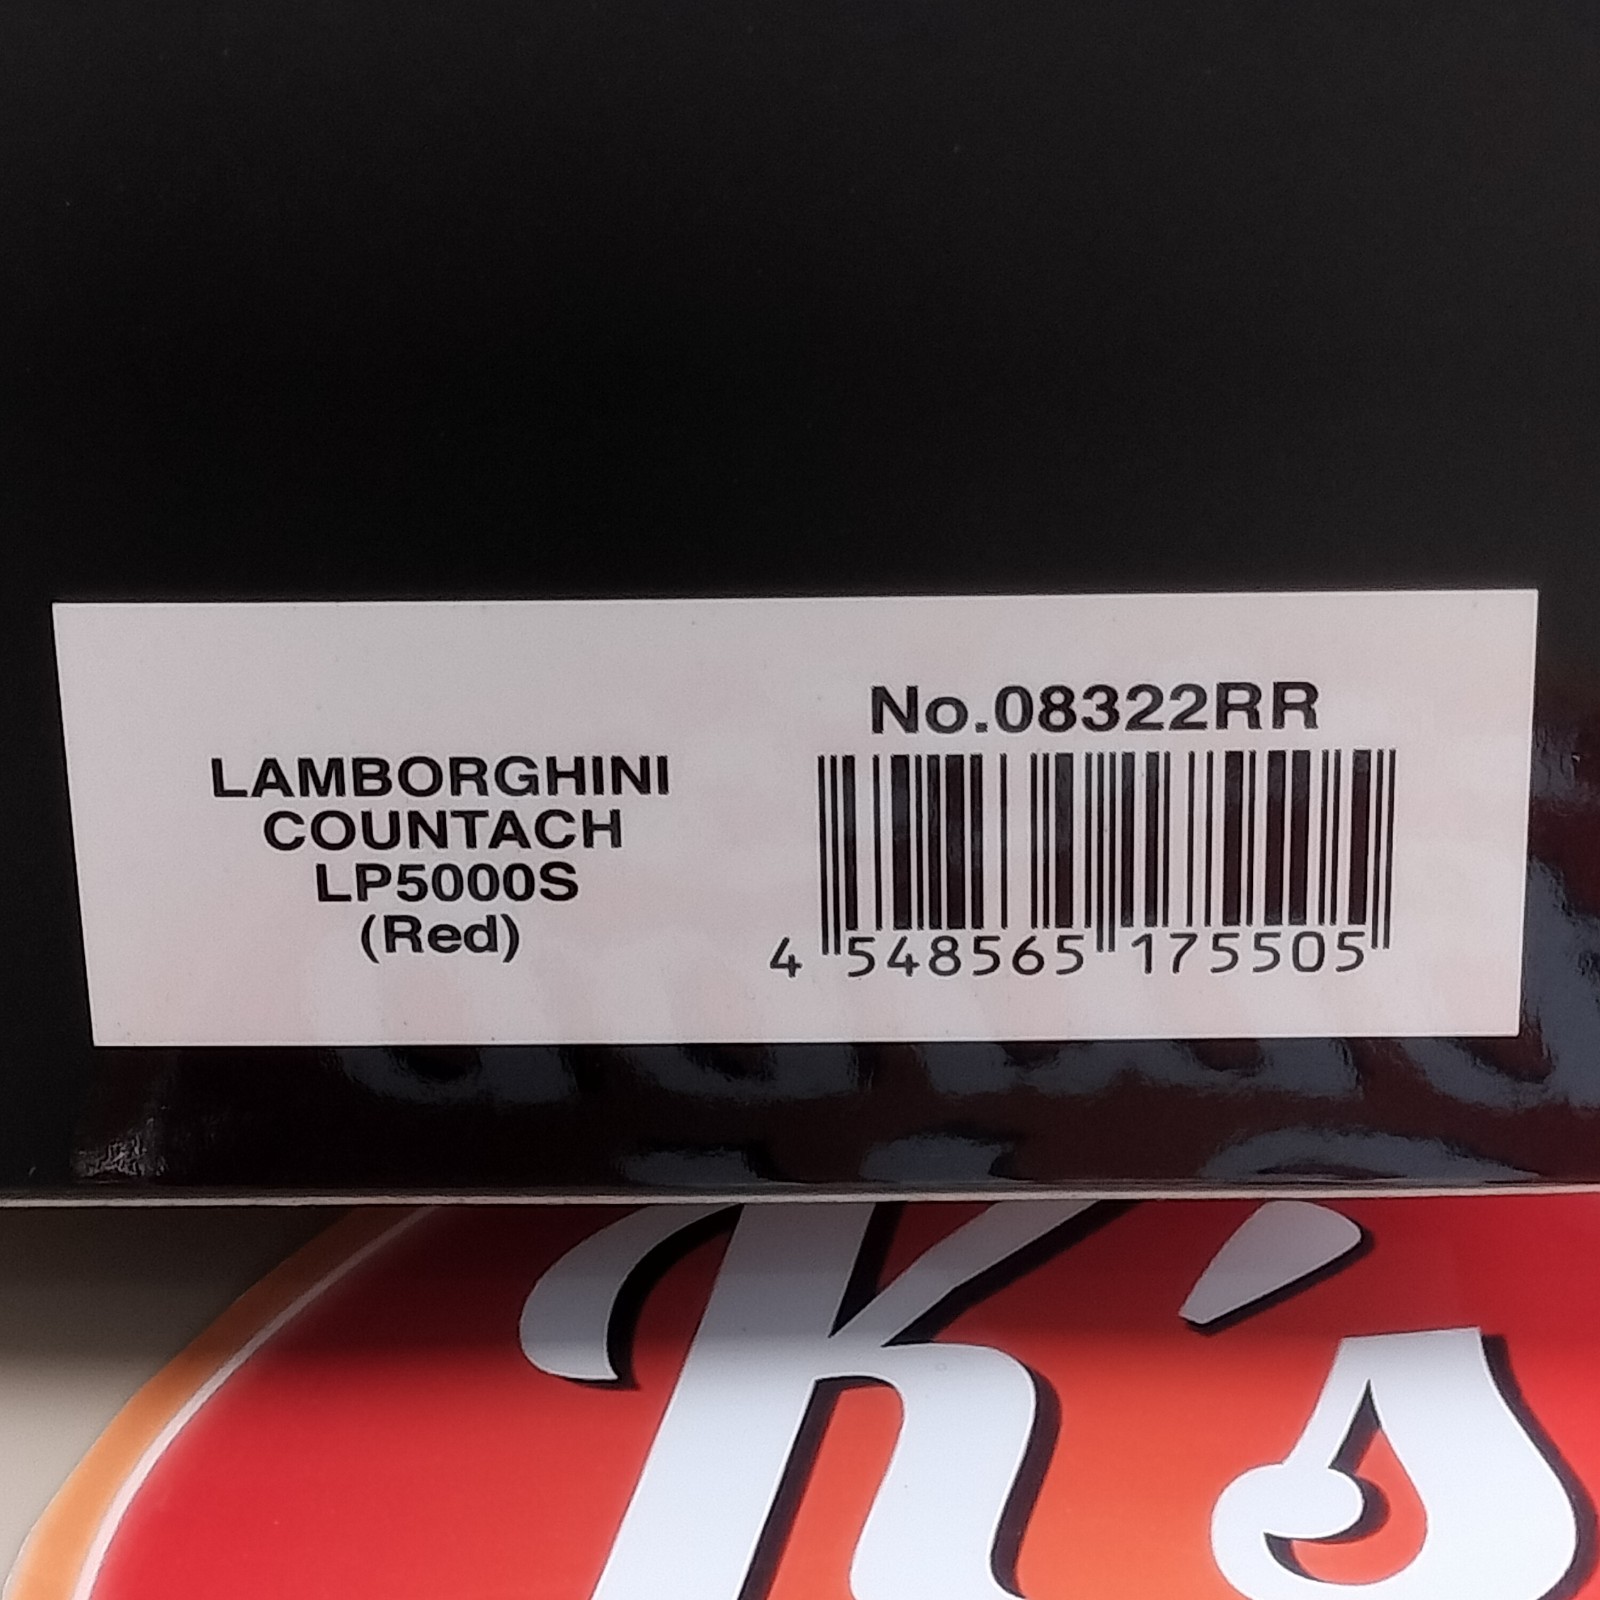 No.08322RR
LAMBORGHINI
COUNTACH
LP5000S
(Red)
4 548565 175505
K's